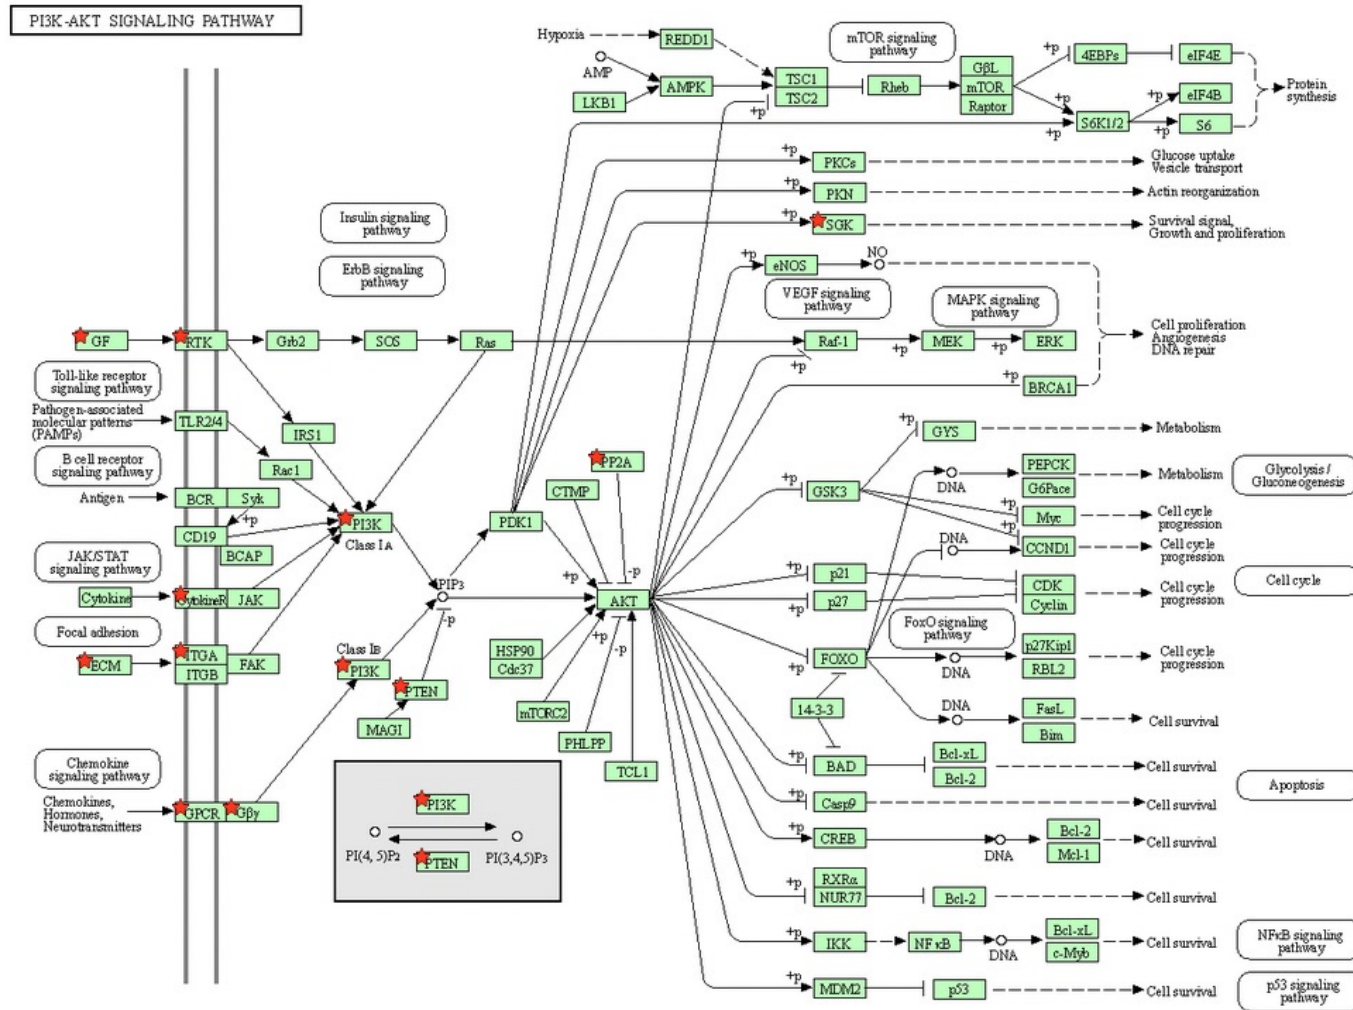 PI3K-AKT SIGNALING PATHWAY
Hypoxia
REDD1
mTOR signaling
pathway
AMP
LKB1
AMPK
TSC1
TSC2
+p
Rheb
GβL
mTOR
Raptor
+p
4EBPs
eIF4E
+p
S6K1/2
+p
+p
eIF4B
+p
S6
Protein
synthesis
+p
PKCs
Glucose uptake
Vesicle transport
+p
PKN
Actin reorganization
+p
SGK
Survival signal,
Growth and proliferation
Insulin signaling
pathway
ErbB signaling
pathway
+p
eNOS
NO
VEGF signaling
pathway
MAPK signaling
pathway
GF
RTK
Grb2
SOS
Ras
Raf-1
+p
MEK
+p
ERK
+p
BRCA1
Cell proliferation
Angiogenesis
DNA repair
Toll-like receptor
signaling pathway
Pathogen-associated
molecular patterns
(PAMPs)
TLR2/4
IRS1
Rac1
B cell receptor
signaling pathway
Antigen
BCR
Syk
+p
CD19
BCAP
PI3K
Class IA
PDK1
PP2A
CTMP
+p
-p
AKT
+p
GYS
Metabolism
+p
GSK3
DNA
PEPCK
G6Pace
Metabolism
Glycolysis /
Gluconeogenesis
+p
Myc
Cell cycle
progression
+p
DNA
CCND1
Cell cycle
progression
JAK/STAT
signaling pathway
Cytokine
CytokineR
JAK
PIP3
-p
+p
p21
+p
p27
CDK
Cyclin
Cell cycle
progression
Cell cycle
Focal adhesion
ECM
ITGA
ITGB
FAK
Class IB
PI3K
PTEN
MAGI
HSP90
Cdc37
+p
-p
mTORC2
PHLPP
TCL1
FoxO signaling
pathway
+p
FOXO
DNA
p27Kip1
RBL2
Cell cycle
progression
14-3-3
DNA
FasL
Bim
Cell survival
+p
BAD
Bcl-xL
Bcl-2
Cell survival
Apoptosis
Chemokine
signaling pathway
Chemokines,
Hormones,
Neurotransmitters
GPCR
Gβγ
PI3K
PI(4, 5)P2
PI(3,4,5)P3
PTEN
+p
Casp9
Cell survival
+p
CREB
DNA
Bcl-2
Mcl-1
Cell survival
+p
RXRα
NUR77
Bcl-2
Cell survival
+p
IKK
NFκB
DNA
Bcl-xL
c-Myb
Cell survival
NFκB signaling
pathway
+p
MDM2
p53
Cell survival
p53 signaling
pathway